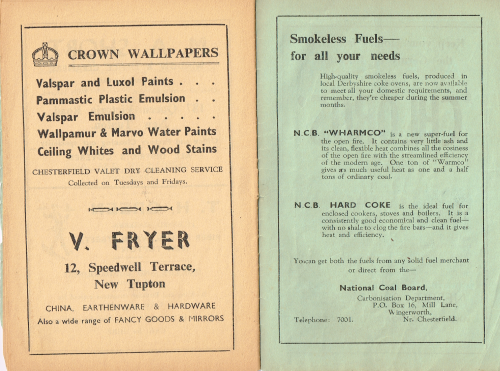 CROWN WALLPAPERS
Valspar and Luxol Paints . . .
Pammastic Plastic Emulsion . .
Valspar Emulsion . . . . .
Wallpamur & Marvo Water Paints
Ceiling Whites and Wood Stains
CHESTERFIELD VALET DRY CLEANING SERVICE
Collected on Tuesdays and Fridays.
V. FRYER
12, Speedwell Terrace,
New Tupton
CHINA, EARTHENWARE & HARDWARE
Also a wide range of FANCY GOODS & MIRRORS
Smokeless Fuels—
for all your needs
High-quality smokeless fuels, produced in
local Derbyshire coke ovens, are now available
to meet all your domestic requirements, and
remember, they're cheaper during the summer
months.
N.C.B. "WHARMCO" is a new super-fuel for
the open fire. It contains very little ash and
its clean, flexible heat combines all the cosiness
of the open fire with the streamlined efficiency
of the modern age. One ton of "Warmco"
gives as much useful heat as one and a half
tons of ordinary coal.
N.C.B. HARD COKE is the ideal fuel for
enclosed cookers, stoves and boilers. It is a
consistently good economical and clean fuel—
with no shale to clog the fire bars—and it gives
heat and efficiency.
You can get both the fuels from any solid fuel merchant
or direct from the—
National Coal Board,
Carbonisation Department,
P.O. Box 16, Mill Lane,
Wingerworth,
Telephone: 7001. Nr. Chesterfield.